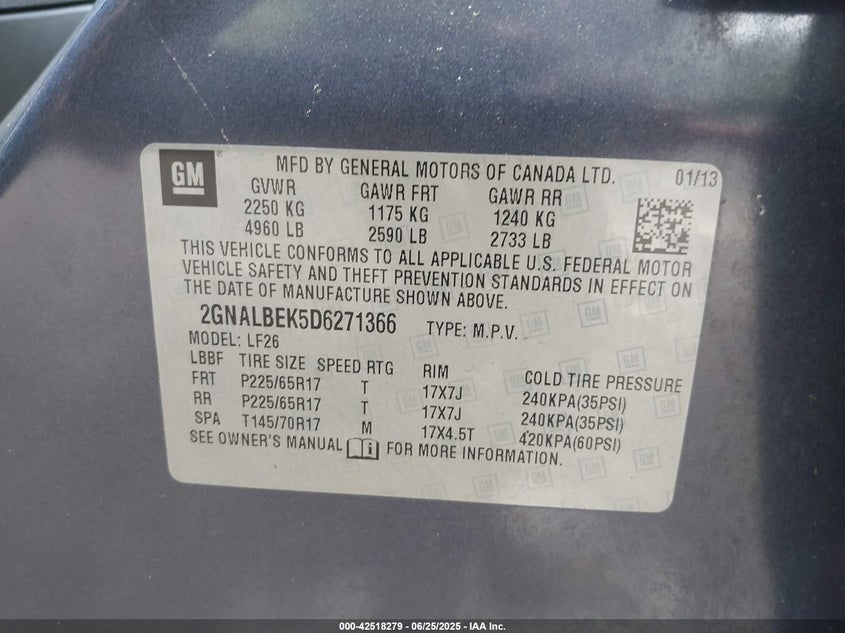 GM
MFD BY GENERAL MOTORS OF CANADA LTD. 01/13
GVWR GAWR FRT GAWR RR
2250 KG 1175 KG 1240 KG
4960 LB 2590 LB 2733 LB
THIS VEHICLE CONFORMS TO ALL APPLICABLE U.S. FEDERAL MOTOR
VEHICLE SAFETY AND THEFT PREVENTION STANDARDS IN EFFECT ON
THE DATE OF MANUFACTURE SHOWN ABOVE.
2GNALBEK5D6271366 TYPE: M.P.V.
MODEL: LF26
LBBF TIRE SIZE SPEED RTG RIM COLD TIRE PRESSURE
FRT P225/65R17 T 17X7J 240KPA(35PSI)
RR P225/65R17 T 17X7J 240KPA(35PSI)
SPA T145/70R17 M 17X4.5T 420KPA(60PSI)
SEE OWNER'S MANUAL FOR MORE INFORMATION.
000-42518279 - 06/25/2025 - IAA Inc.